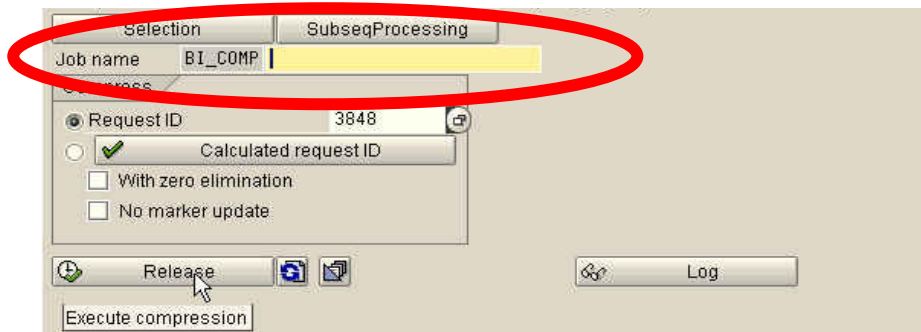 Selection SubseqProcessing
Job name BI_COMP
Compress
Request ID 3848
Calculated request ID
With zero elimination
No marker update
Release Log
Execute compression